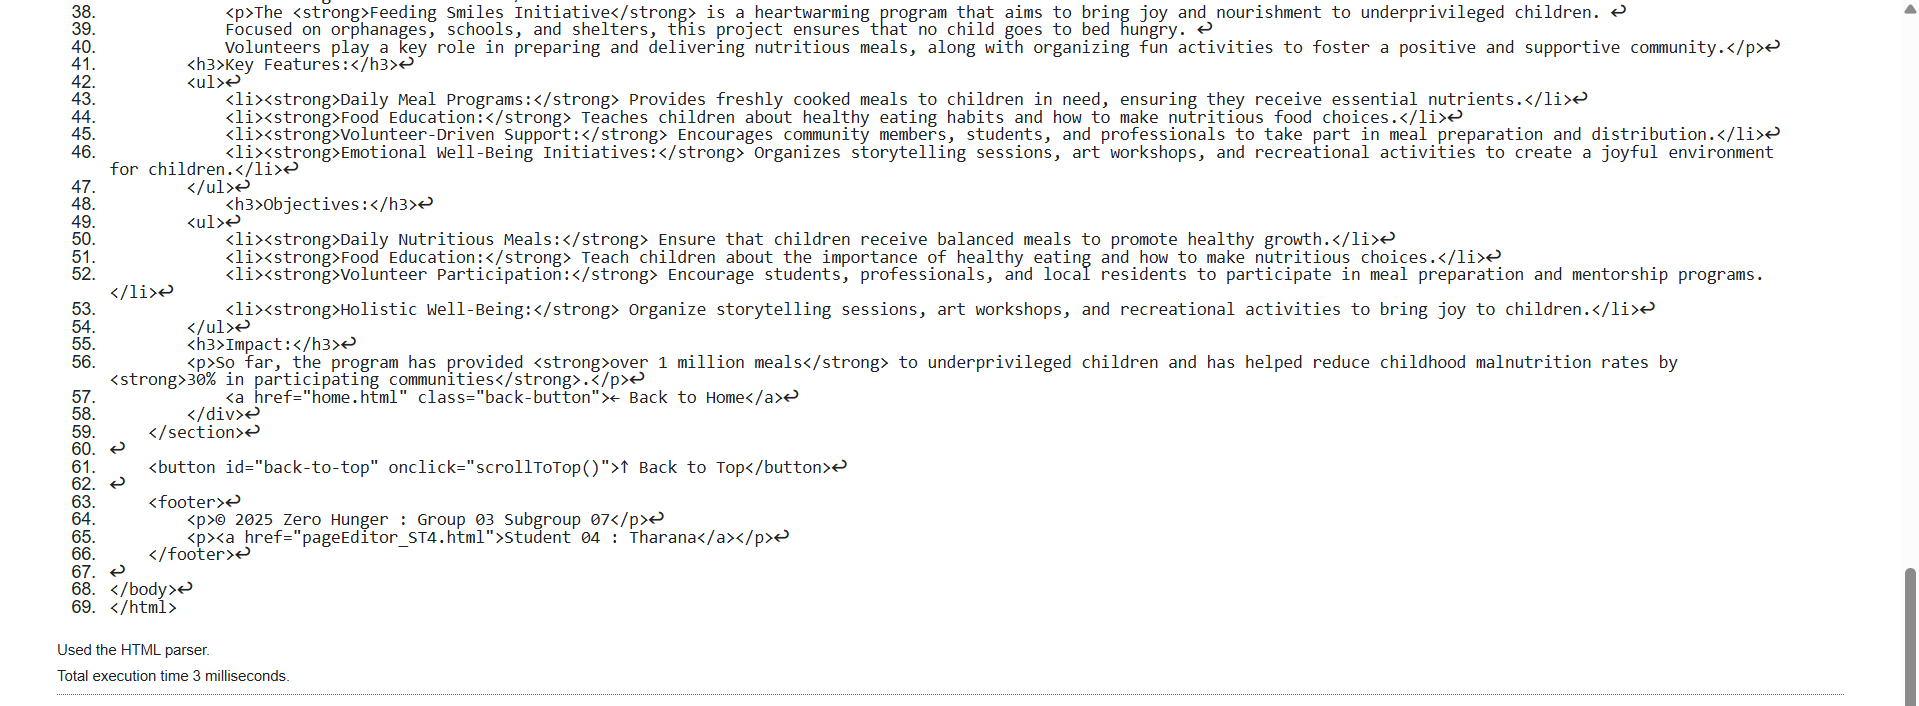 38. <p>The <strong>Feeding Smiles Initiative</strong> is a heartwarming program that aims to bring joy and nourishment to underprivileged children. ↩
39. Focused on orphanages, schools, and shelters, this project ensures that no child goes to bed hungry. ↩
40. Volunteers play a key role in preparing and delivering nutritious meals, along with organizing fun activities to foster a positive and supportive community.</p>↩
41. <h3>Key Features:</h3>↩
42. <ul>↩
43. <li><strong>Daily Meal Programs:</strong> Provides freshly cooked meals to children in need, ensuring they receive essential nutrients.</li>↩
44. <li><strong>Food Education:</strong> Teaches children about healthy eating habits and how to make nutritious food choices.</li>↩
45. <li><strong>Volunteer-Driven Support:</strong> Encourages community members, students, and professionals to take part in meal preparation and distribution.</li>↩
46. <li><strong>Emotional Well-Being Initiatives:</strong> Organizes storytelling sessions, art workshops, and recreational activities to create a joyful environment
for children.</li>↩
47. </ul>↩
48. <h3>Objectives:</h3>↩
49. <ul>↩
50. <li><strong>Daily Nutritious Meals:</strong> Ensure that children receive balanced meals to promote healthy growth.</li>↩
51. <li><strong>Food Education:</strong> Teach children about the importance of healthy eating and how to make nutritious choices.</li>↩
52. <li><strong>Volunteer Participation:</strong> Encourage students, professionals, and local residents to participate in meal preparation and mentorship programs.
</li>↩
53. <li><strong>Holistic Well-Being:</strong> Organize storytelling sessions, art workshops, and recreational activities to bring joy to children.</li>↩
54. </ul>↩
55. <h3>Impact:</h3>↩
56. <p>So far, the program has provided <strong>over 1 million meals</strong> to underprivileged children and has helped reduce childhood malnutrition rates by
<strong>30% in participating communities</strong>.</p>↩
57. <a href="home.html" class="back-button">← Back to Home</a>↩
58. </div>↩
59. </section>↩
60. ↩
61. <button id="back-to-top" onclick="scrollToTop()">↑ Back to Top</button>↩
62. ↩
63. <footer>↩
64. <p>© 2025 Zero Hunger : Group 03 Subgroup 07</p>↩
65. <p><a href="pageEditor_ST4.html">Student 04 : Tharana</a></p>↩
66. </footer>↩
67. ↩
68. </body>↩
69. </html>
Used the HTML parser.
Total execution time 3 milliseconds.